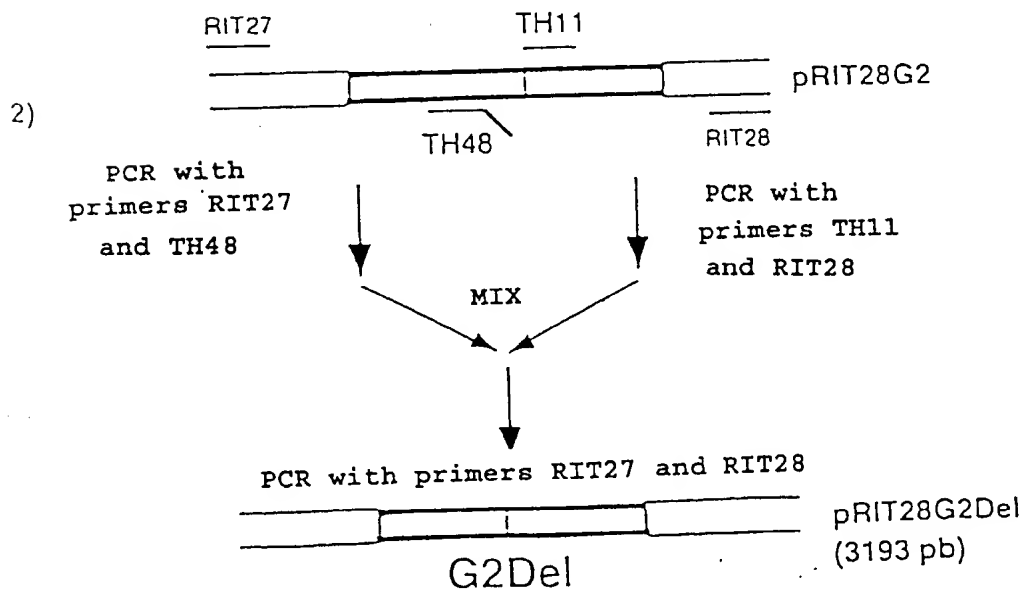 RIT27
TH11
pRIT28G2
2)
TH48
RIT28
PCR with
primers RIT27
and TH48
PCR with
primers TH11
and RIT28
MIX
PCR with primers RIT27 and RIT28
pRIT28G2Del
(3193 pb)
G2Del